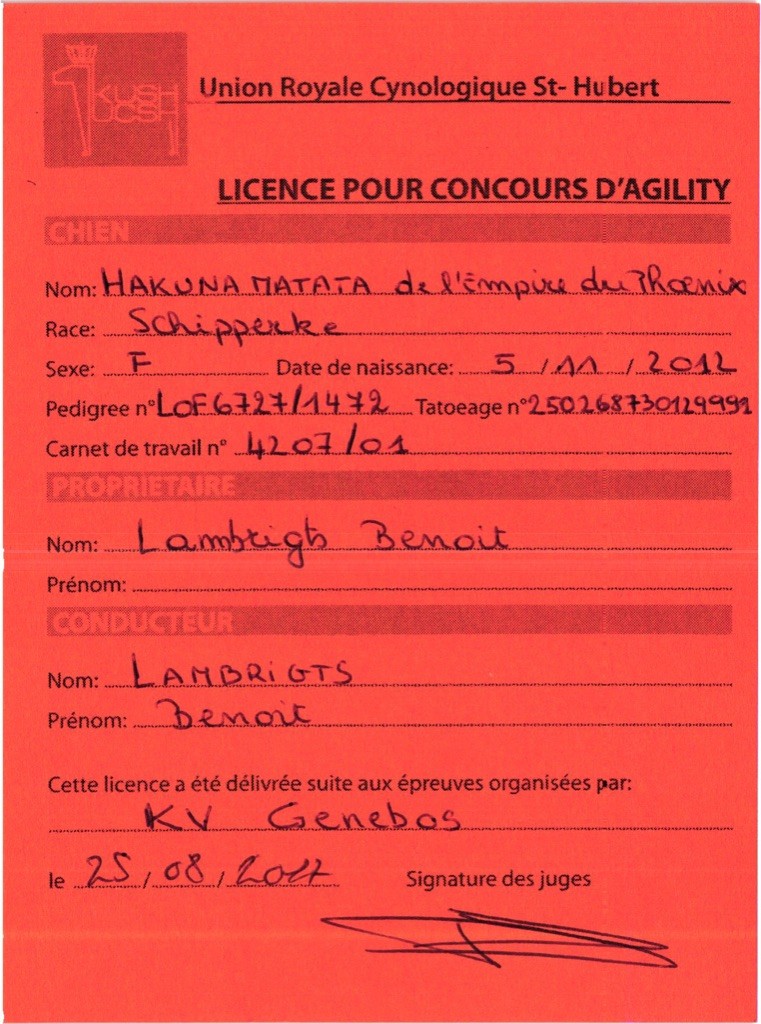 KUSH
UCSH
Union Royale Cynologique St- Hubert
LICENCE POUR CONCOURS D'AGILITY
CHIEN
Nom: HAKUNA MATATA de l'Empire du Phœnix
Race: Schipperke
Sexe: F Date de naissance: 5 / 11 / 2012
Pedigree n° LOF6727/1472 Tatoeage n° 250268730129992
Carnet de travail n° 4207/01
PROPRIETAIRE
Nom: Lambrigts Benoit
Prénom:
CONDUCTEUR
Nom: LAMBRIGTS
Prénom: Benoit
Cette licence a été délivrée suite aux épreuves organisées par:
KV Genebos
le 25 / 08 / 2017 Signature des juges